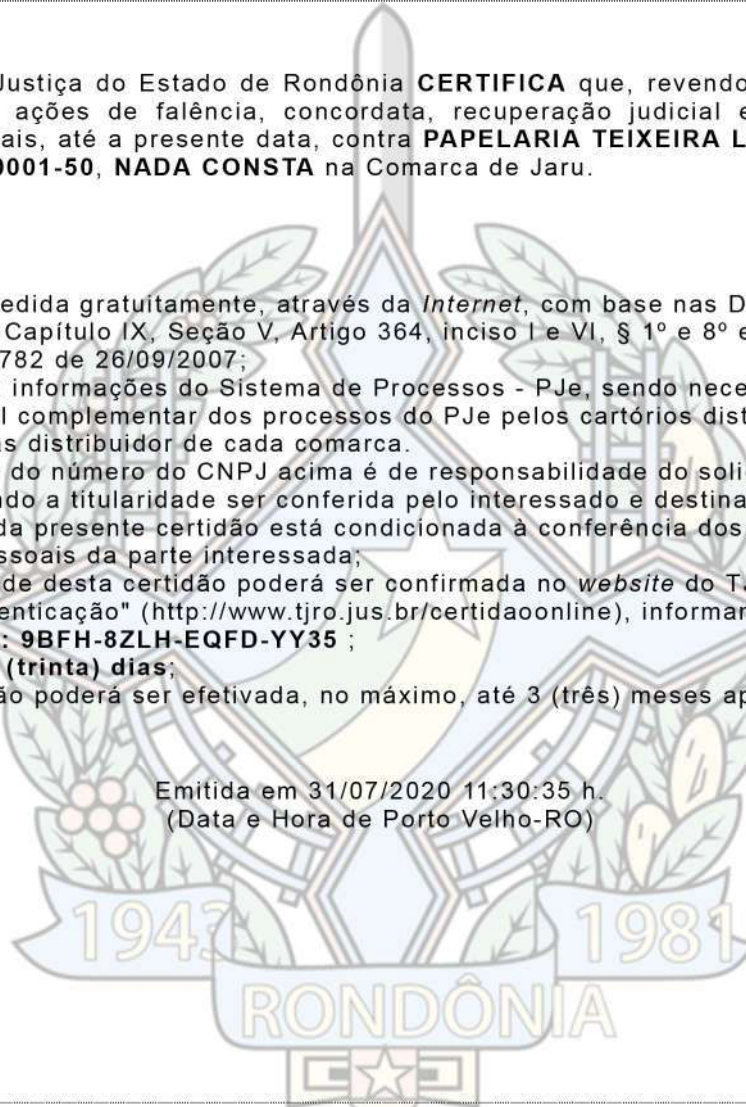 Justiça do Estado de Rondônia CERTIFICA que, revendo
ações de falência, concordata, recuperação judicial e
ais, até a presente data, contra PAPELARIA TEIXEIRA L
0001-50, NADA CONSTA na Comarca de Jaru.
edida gratuitamente, através da Internet, com base nas D
Capítulo IX, Seção V, Artigo 364, inciso I e VI, § 1º e 8º e
782 de 26/09/2007;
informações do Sistema de Processos - PJe, sendo nece
l complementar dos processos do PJe pelos cartórios dist
as distribuidor de cada comarca.
do número do CNPJ acima é de responsabilidade do soli
ndo a titularidade ser conferida pelo interessado e destina
da presente certidão está condicionada à conferência dos
ssoais da parte interessada;
de desta certidão poderá ser confirmada no website do TJ
enticação" (http://www.tjro.jus.br/certidaoonline), informar
: 9BFH-8ZLH-EQFD-YY35 ;
(trinta) dias;
ão poderá ser efetivada, no máximo, até 3 (três) meses ap
Emitida em 31/07/2020 11:30:35 h.
(Data e Hora de Porto Velho-RO)
1943 1981
RONDÔNIA